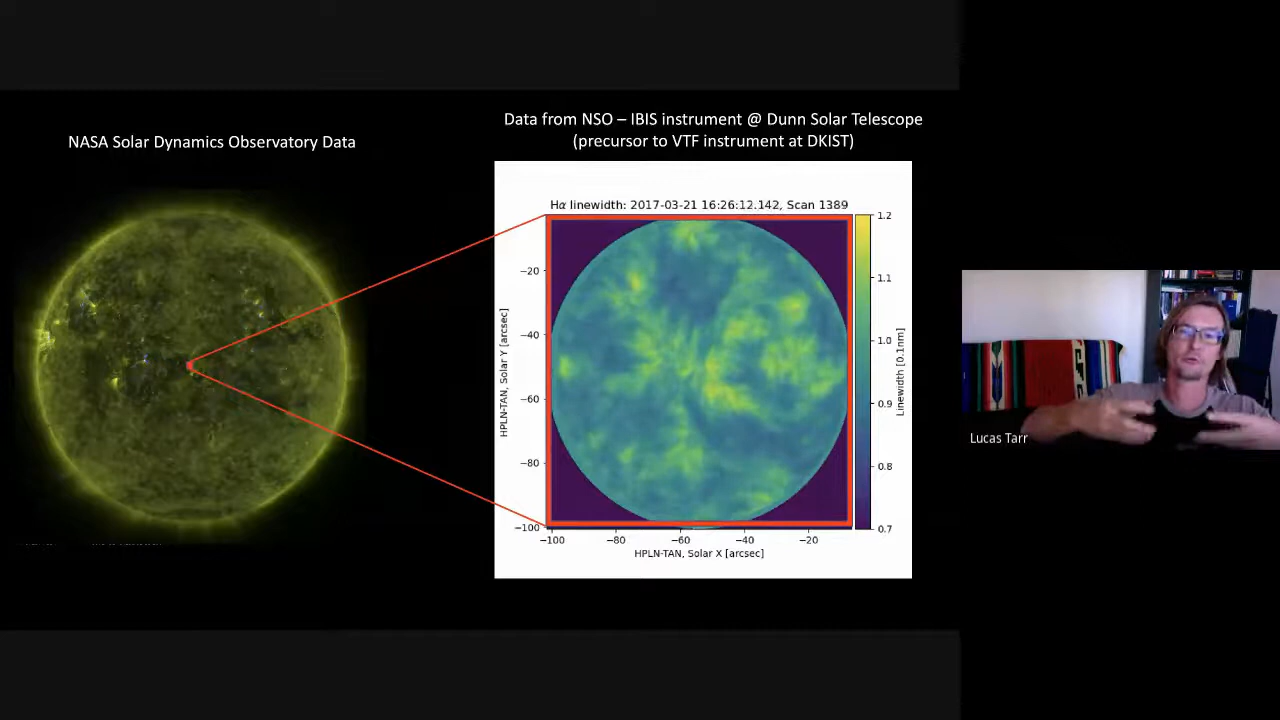 NASA Solar Dynamics Observatory Data
Data from NSO – IBIS instrument @ Dunn Solar Telescope
(precursor to VTF instrument at DKIST)
Hα linewidth: 2017-03-21 16:26:12.142, Scan 1389
HPLN-TAN, Solar Y [arcsec]
−20
−40
−60
−80
−100
−100
−80
−60
−40
−20
HPLN-TAN, Solar X [arcsec]
1.2
1.1
1.0
0.9
0.8
0.7
Linewidth [0.1nm]
Lucas Tarr